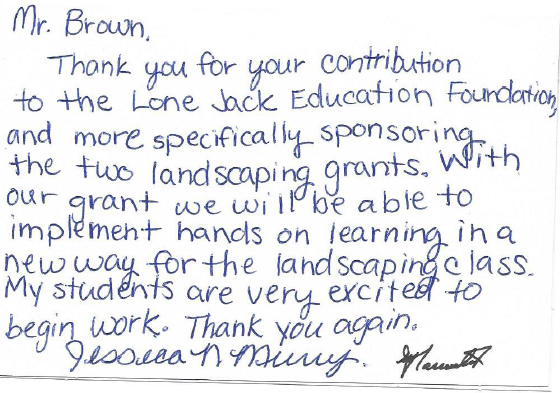 Mr. Brown,
Thank you for your contribution
to the Lone Jack Education Foundation,
and more specifically sponsoring
the two landscaping grants. With
our grant we will be able to
implement hands on learning in a
new way for the landscaping class.
My students are very excited to
begin work. Thank you again.
Jessica N Murry.